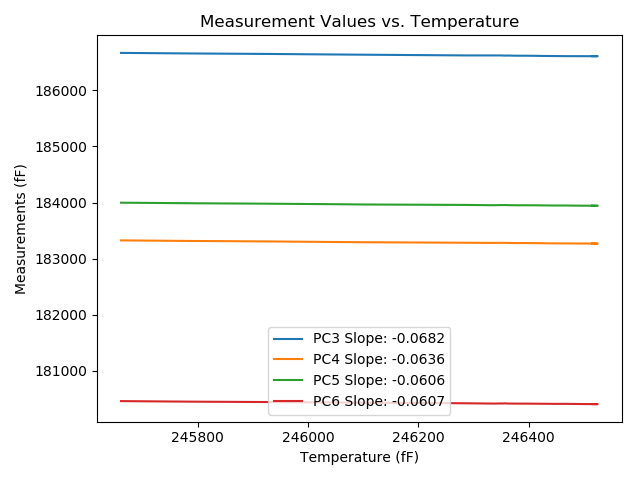 Measurement Values vs. Temperature
Measurements (fF)
186000
185000
184000
183000
182000
181000
PC3 Slope: -0.0682
PC4 Slope: -0.0636
PC5 Slope: -0.0606
PC6 Slope: -0.0607
245800 246000 246200 246400
Temperature (fF)